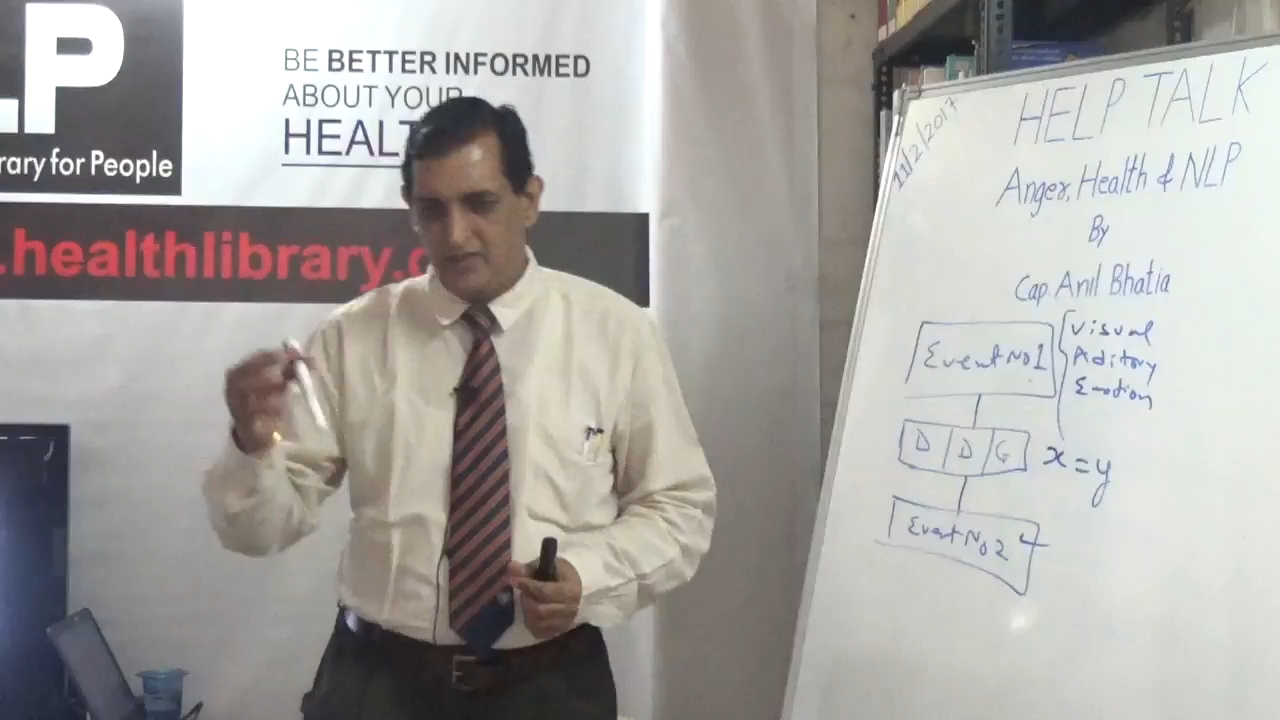 LP
rary for People
BE BETTER INFORMED
ABOUT YOUR
HEALT
.healthlibrary.
11/2/2017
HELP TALK
Anger, Health & NLP
By
Cap. Anil Bhatia
Event No 1
Visual
Aditory
Emotion
D D G
x = y
Event No 2